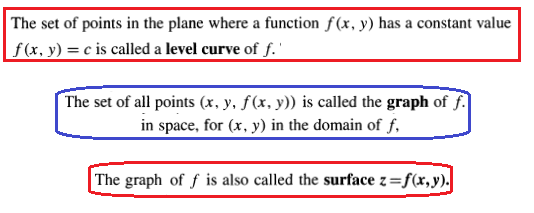 The set of points in the plane where a function f(x, y) has a constant value
f(x, y) = c is called a level curve of f.'
The set of all points (x, y, f(x, y)) is called the graph of f.
in space, for (x, y) in the domain of f,
The graph of f is also called the surface z=f(x,y).